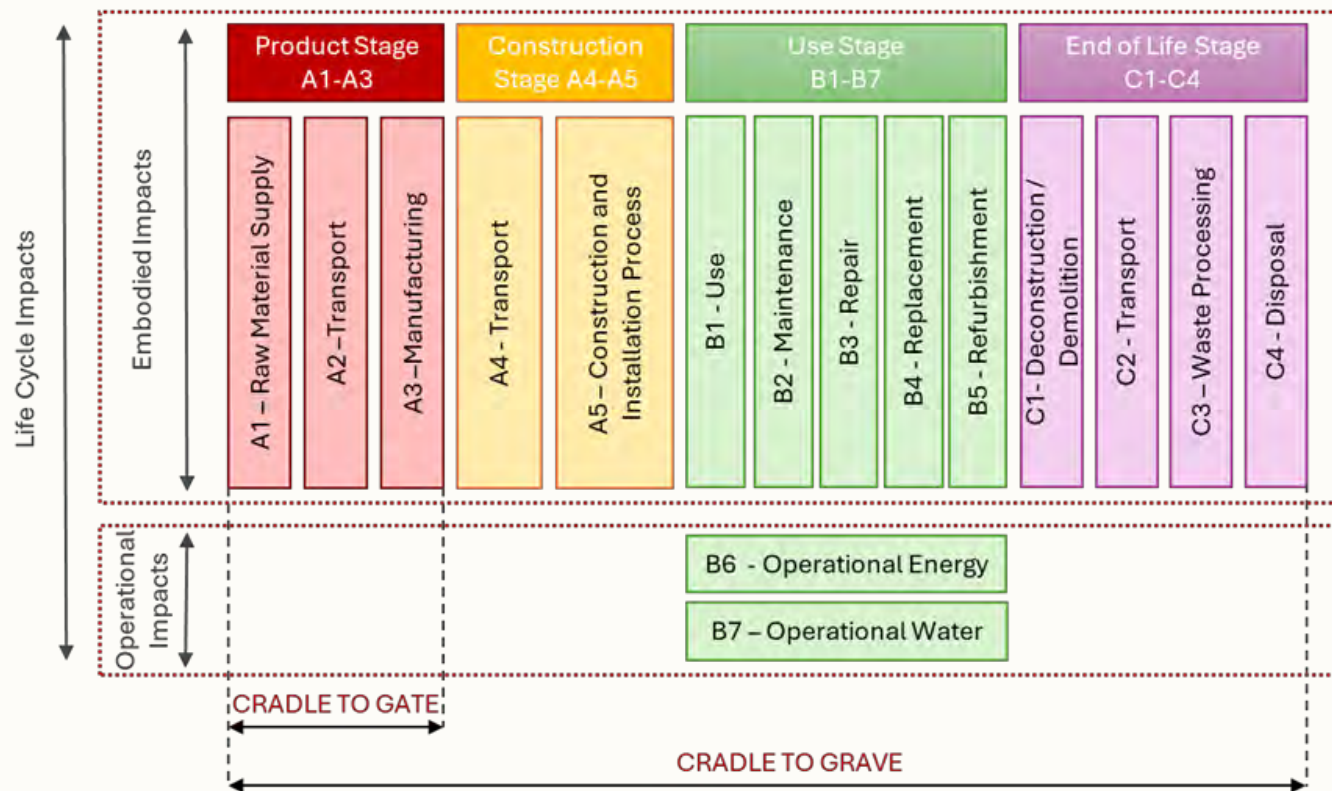 Product Stage
A1-A3
Construction
Stage A4-A5
Use Stage
B1-B7
End of Life Stage
C1-C4
Life Cycle Impacts
Embodied Impacts
A1 – Raw Material Supply
A2 –Transport
A3 –Manufacturing
A4 - Transport
A5 – Construction and
Installation Process
B1 - Use
B2 - Maintenance
B3 - Repair
B4 - Replacement
B5 - Refurbishment
C1- Deconstruction /
Demolition
C2 - Transport
C3 – Waste Processing
C4 - Disposal
Operational
Impacts
B6 - Operational Energy
B7 – Operational Water
CRADLE TO GATE
CRADLE TO GRAVE